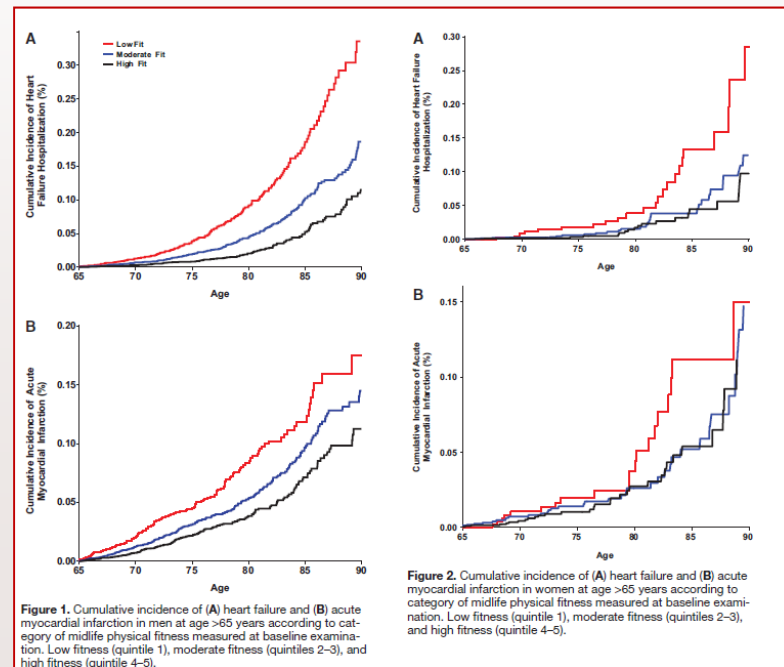 A
Low Fit
Moderate Fit
High Fit
Cumulative Incidence of Heart
Failure Hospitalization (%)
0.30
0.25
0.20
0.15
0.10
0.05
0.00
65 70 75 80 85 90
Age
B
Cumulative Incidence of Acute
Myocardial Infarction (%)
0.20
0.15
0.10
0.05
0.00
65 70 75 80 85 90
Age
Figure 1. Cumulative incidence of (A) heart failure and (B) acute
myocardial infarction in men at age >65 years according to cat-
egory of midlife physical fitness measured at baseline examina-
tion. Low fitness (quintile 1), moderate fitness (quintiles 2–3), and
high fitness (quintile 4–5).
A
Cumulative Incidence of Heart Failure
Hospitalization (%)
0.30
0.25
0.20
0.15
0.10
0.05
0.00
65 70 75 80 85 90
Age
B
Cumulative Incidence of Acute
Myocardial Infarction (%)
0.15
0.10
0.05
0.00
65 70 75 80 85 90
Age
Figure 2. Cumulative incidence of (A) heart failure and (B) acute
myocardial infarction in women at age >65 years according to
category of midlife physical fitness measured at baseline exami-
nation. Low fitness (quintile 1), moderate fitness (quintiles 2–3),
and high fitness (quintile 4–5).